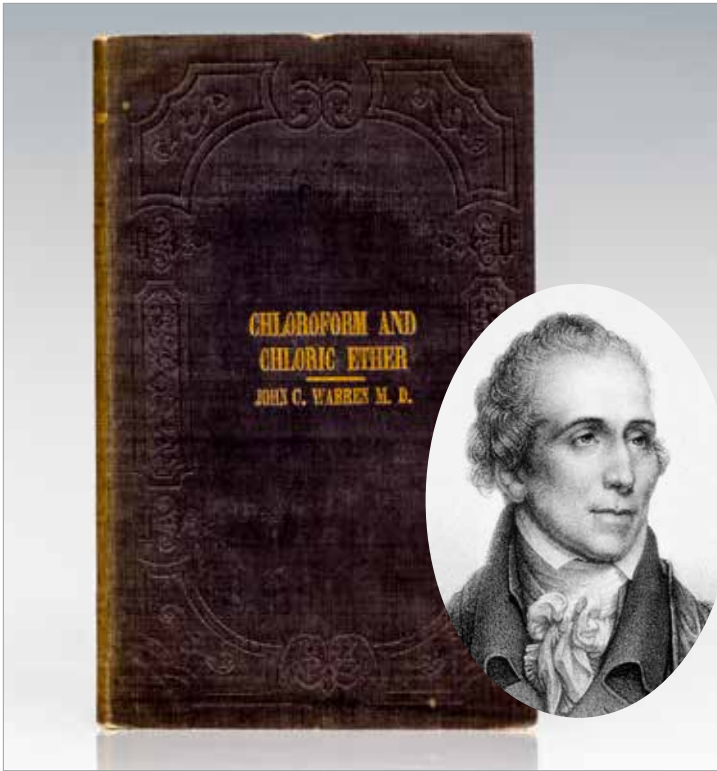 CHLOROFORM AND
CHLORIC ETHER
JOHN C. WARREN M. D.